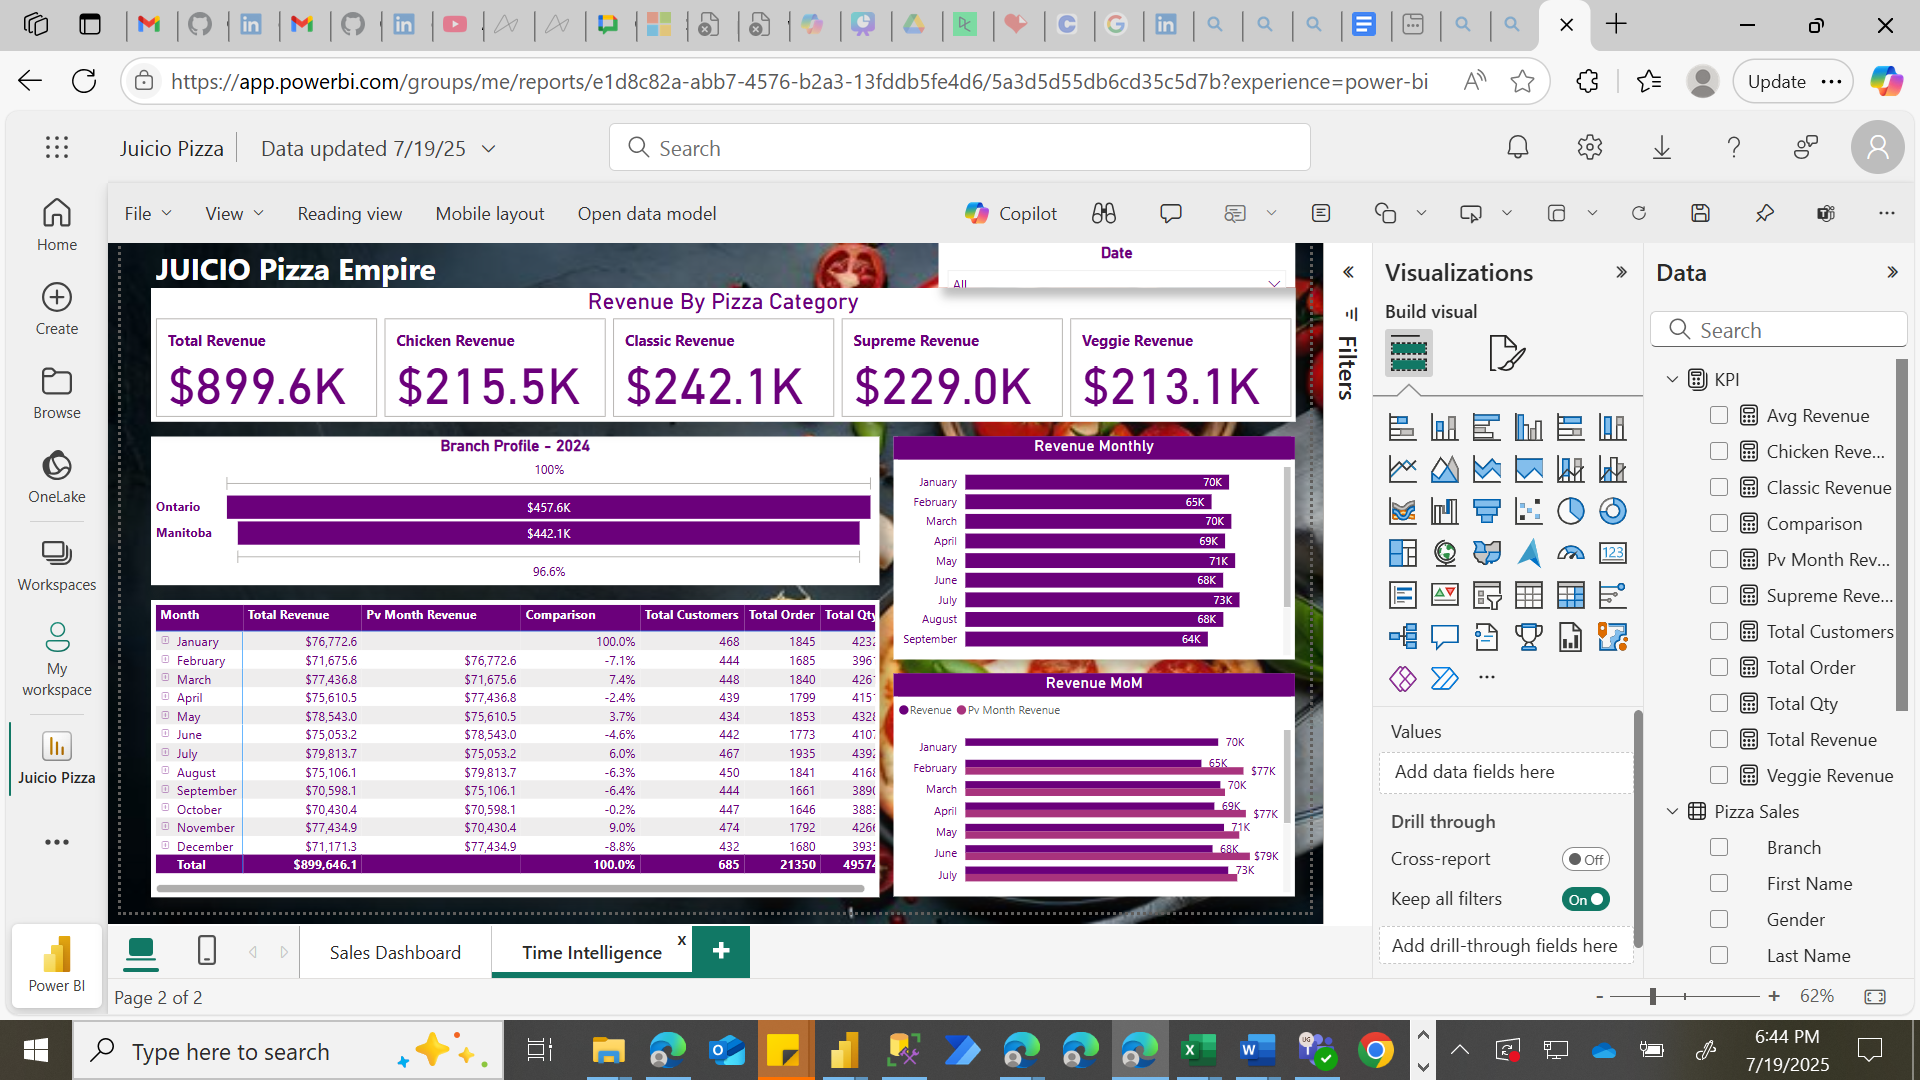 https://app.powerbi.com/groups/me/reports/e1d8c82a-abb7-4576-b2a3-13fddb5fe4d6/5a3d5d55db6cd35c5d7b?experience=power-bi
Update
Juicio Pizza
Data updated 7/19/25
Search
File View Reading view Mobile layout Open data model
Copilot
Home
Create
Browse
OneLake
Workspaces
My
workspace
Juicio Pizza
Power BI
JUICIO Pizza Empire
Date
All
Revenue By Pizza Category
Total Revenue Chicken Revenue Classic Revenue Supreme Revenue Veggie Revenue
$899.6K $215.5K $242.1K $229.0K $213.1K
Branch Profile - 2024
100%
Ontario $457.6K
Manitoba $442.1K
96.6%
Month Total Revenue Pv Month Revenue Comparison Total Customers Total Order Total Qty
January $76,772.6 100.0% 468 1845 4232
February $71,675.6 $76,772.6 -7.1% 444 1685 3961
March $77,436.8 $71,675.6 7.4% 448 1840 4261
April $75,610.5 $77,436.8 -2.4% 439 1799 4151
May $78,543.0 $75,610.5 3.7% 434 1853 4328
June $75,053.2 $78,543.0 -4.6% 442 1773 4107
July $79,813.7 $75,053.2 6.0% 467 1935 4392
August $75,106.1 $79,813.7 -6.3% 450 1841 4168
September $70,598.1 $75,106.1 -6.4% 444 1661 3890
October $70,430.4 $70,598.1 -0.2% 447 1646 3883
November $77,434.9 $70,430.4 9.0% 474 1792 4266
December $71,171.3 $77,434.9 -8.8% 432 1680 3935
Total $899,646.1 100.0% 685 21350 49574
Revenue Monthly
January 70K
February 65K
March 70K
April 69K
May 71K
June 68K
July 73K
August 68K
September 64K
Revenue MoM
Revenue Pv Month Revenue
January 70K
February 65K $77K
March 70K
April 69K $77K
May 71K
June 68K $79K
July 73K
Filters
Visualizations
Build visual
123
Values
Add data fields here
Drill through
Cross-report Off
Keep all filters On
Add drill-through fields here
Data
Search
KPI
Avg Revenue
Chicken Reve...
Classic Revenue
Comparison
Pv Month Rev...
Supreme Reve...
Total Customers
Total Order
Total Qty
Total Revenue
Veggie Revenue
Pizza Sales
Branch
First Name
Gender
Last Name
Sales Dashboard Time Intelligence x +
Page 2 of 2
- + 62%
Type here to search
6:44 PM
7/19/2025